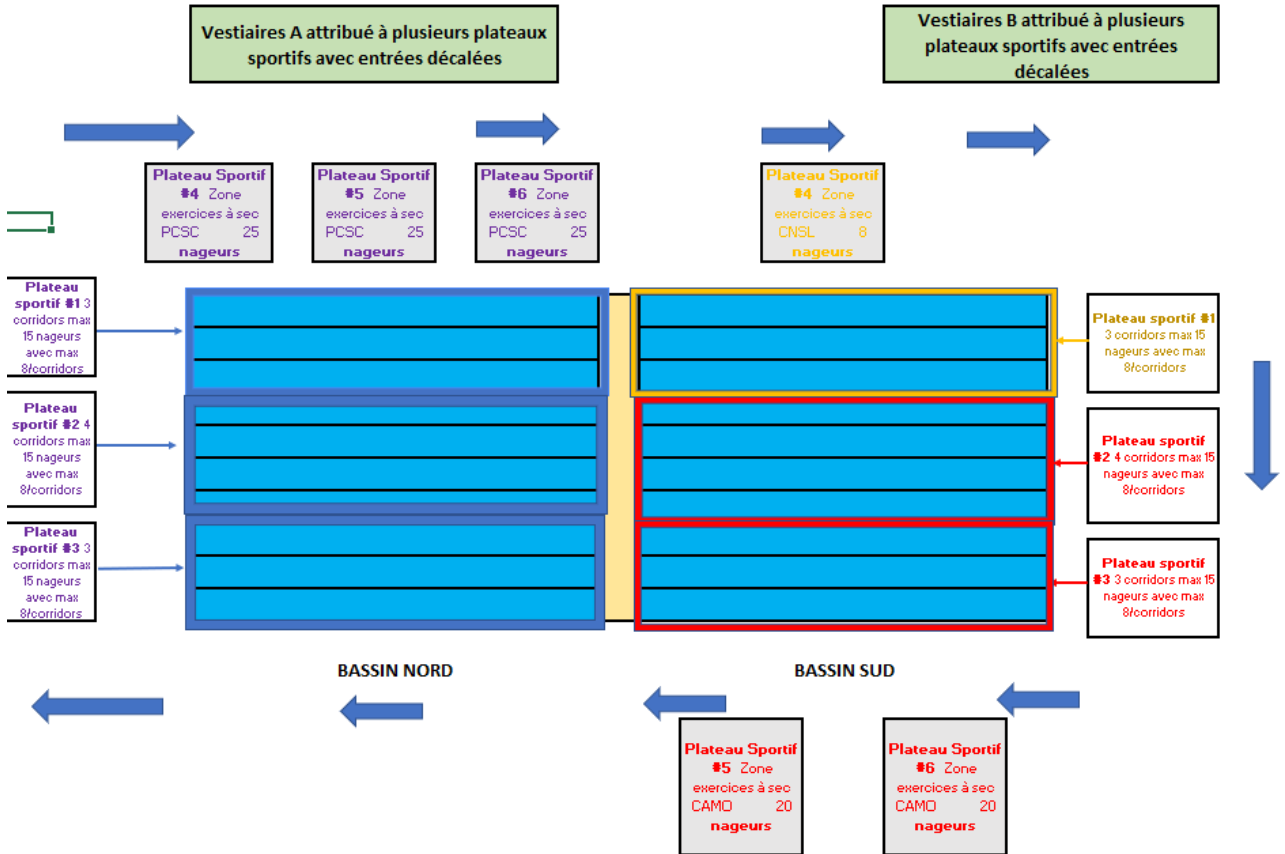 Vestiaires A attribué à plusieurs plateaux
sportifs avec entrées décalées
Vestiaires B attribué à plusieurs
plateaux sportifs avec entrées
décalées
Plateau Sportif
#4 Zone
exercices à sec
PCSC 25
nageurs
Plateau Sportif
#5 Zone
exercices à sec
PCSC 25
nageurs
Plateau Sportif
#6 Zone
exercices à sec
PCSC 25
nageurs
Plateau Sportif
#4 Zone
exercices à sec
CNSL 8
nageurs
Plateau
sportif #1 3
corridors max
15 nageurs
avec max
8/corridors
Plateau sportif #1
3 corridors max 15
nageurs avec max
8/corridors
Plateau
sportif #2 4
corridors max
15 nageurs
avec max
8/corridors
Plateau sportif
#2 4 corridors max 15
nageurs avec max
8/corridors
Plateau
sportif #3 3
corridors max
15 nageurs
avec max
8/corridors
Plateau sportif
#3 3 corridors max 15
nageurs avec max
8/corridors
BASSIN NORD
BASSIN SUD
Plateau Sportif
#5 Zone
exercices à sec
CAMO 20
nageurs
Plateau Sportif
#6 Zone
exercices à sec
CAMO 20
nageurs